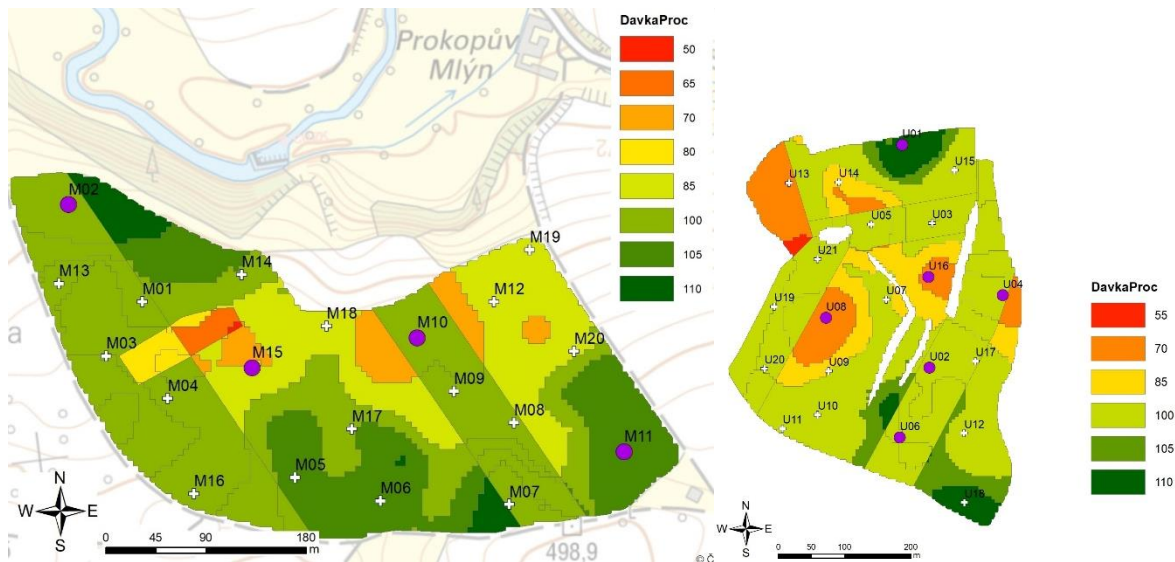 DavkaProc
50
65
70
80
85
100
105
110
Prokopův
Mlýn
M02
M19
M14
M13
M01
M12
M18
M10
M20
M03
M15
M04
M09
M08
M17
M11
M05
M16
M06
M07
N
W E
S
0 45 90 180
m
498,9
© Č
U01
U15
U13
U14
U05
U03
U21
U16
U04
U19
U07
U08
U20
U09
U02
U17
U11
U10
U06
U12
U18
N
W E
S
0 50 100 200
m
DavkaProc
55
70
85
100
105
110